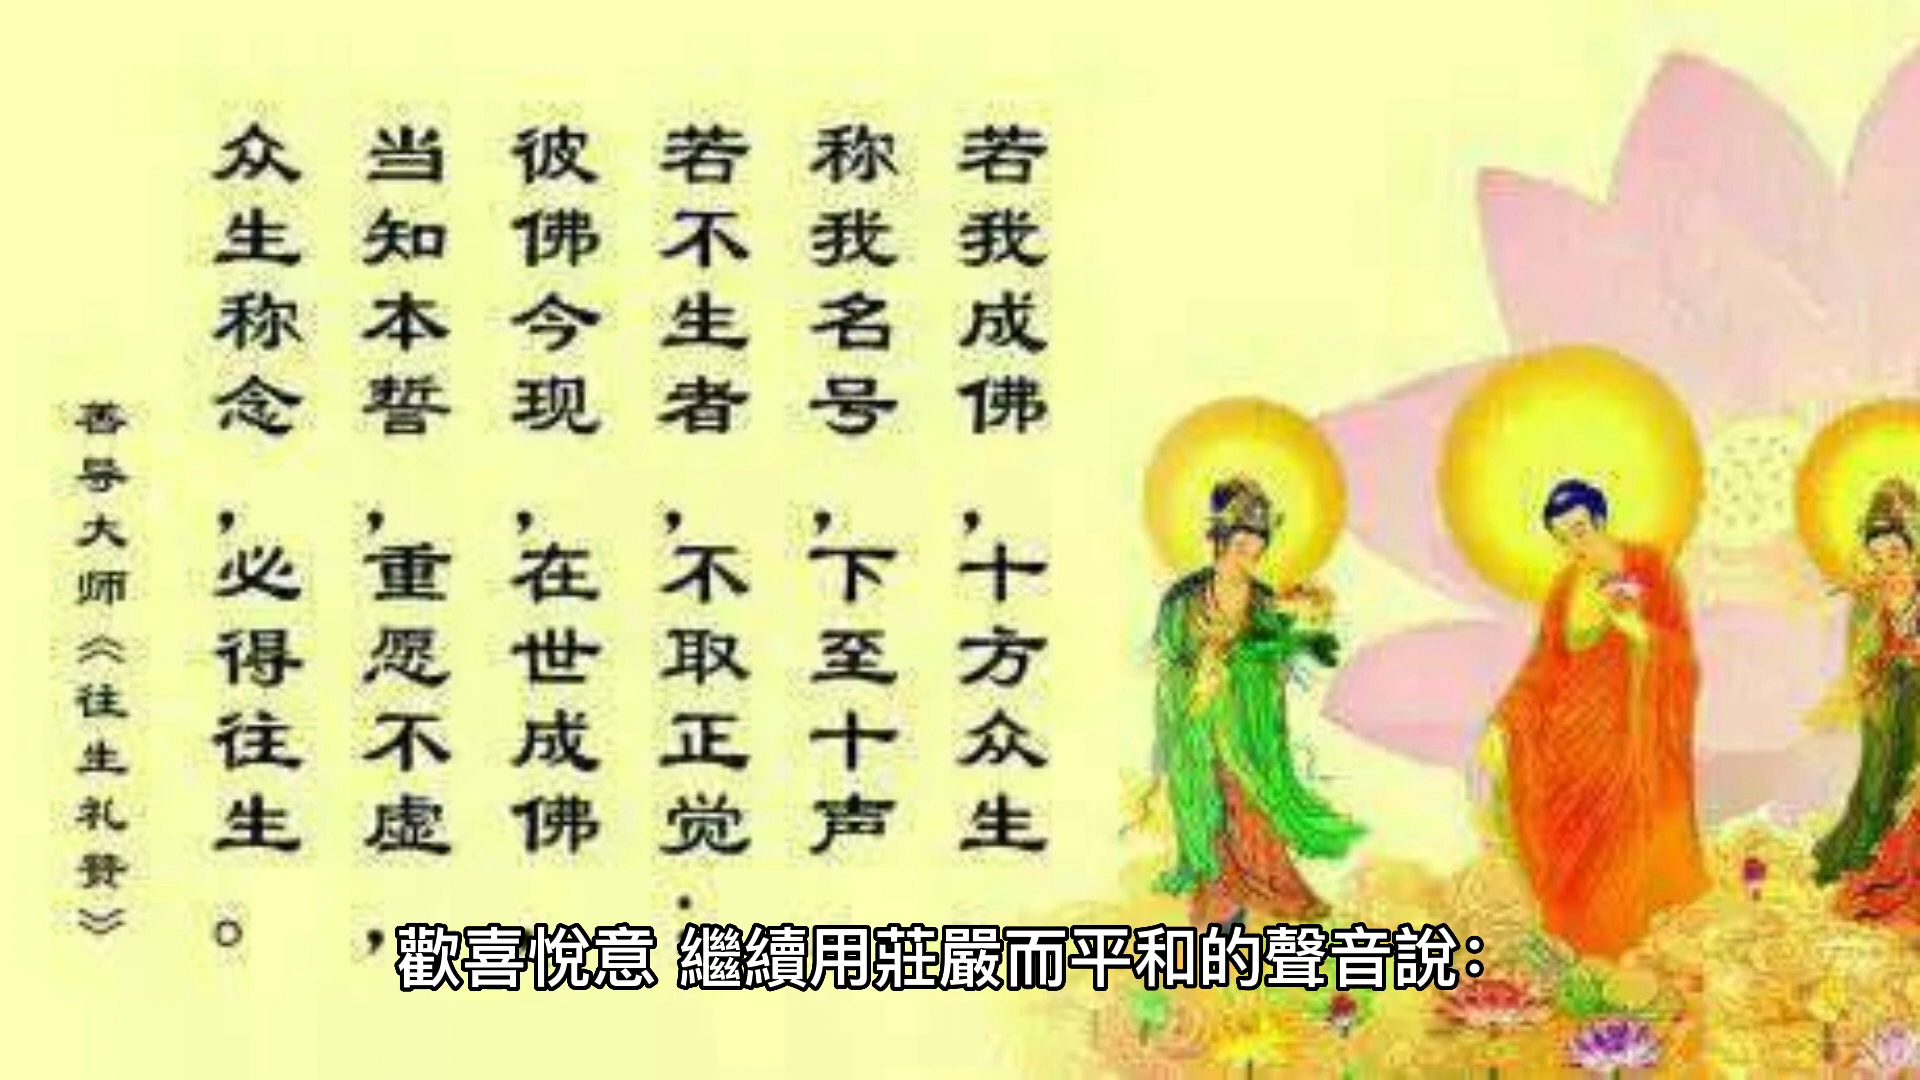 若我成佛，十方众生
称我名号，下至十声
若不生者，不取正觉.
彼佛今现，在世成佛，
当知本誓，重愿不虚，
众生称念，必得往生。
善导大师《往生礼赞》
歡喜悅意 繼續用莊嚴而平和的聲音說：